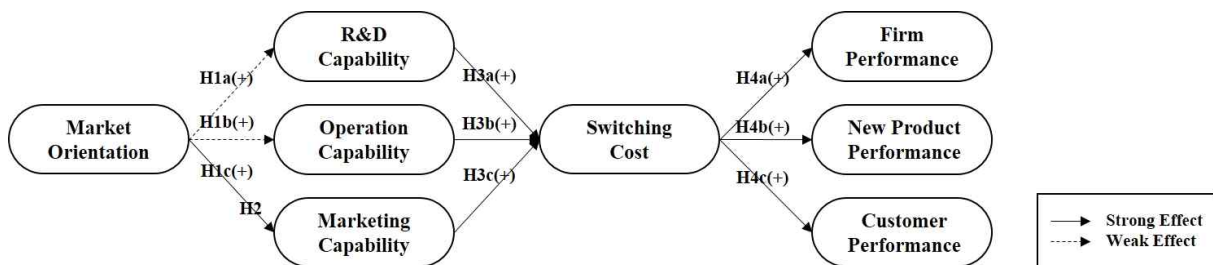 R&D
Capability
Firm
Performance
H1a(+)
H3a(+)
H4a(+)
Market
Orientation
H1b(+)
Operation
Capability
H3b(+)
Switching
Cost
H4b(+)
New Product
Performance
H1c(+)
H3c(+)
H4c(+)
H2
Marketing
Capability
Customer
Performance
Strong Effect
Weak Effect